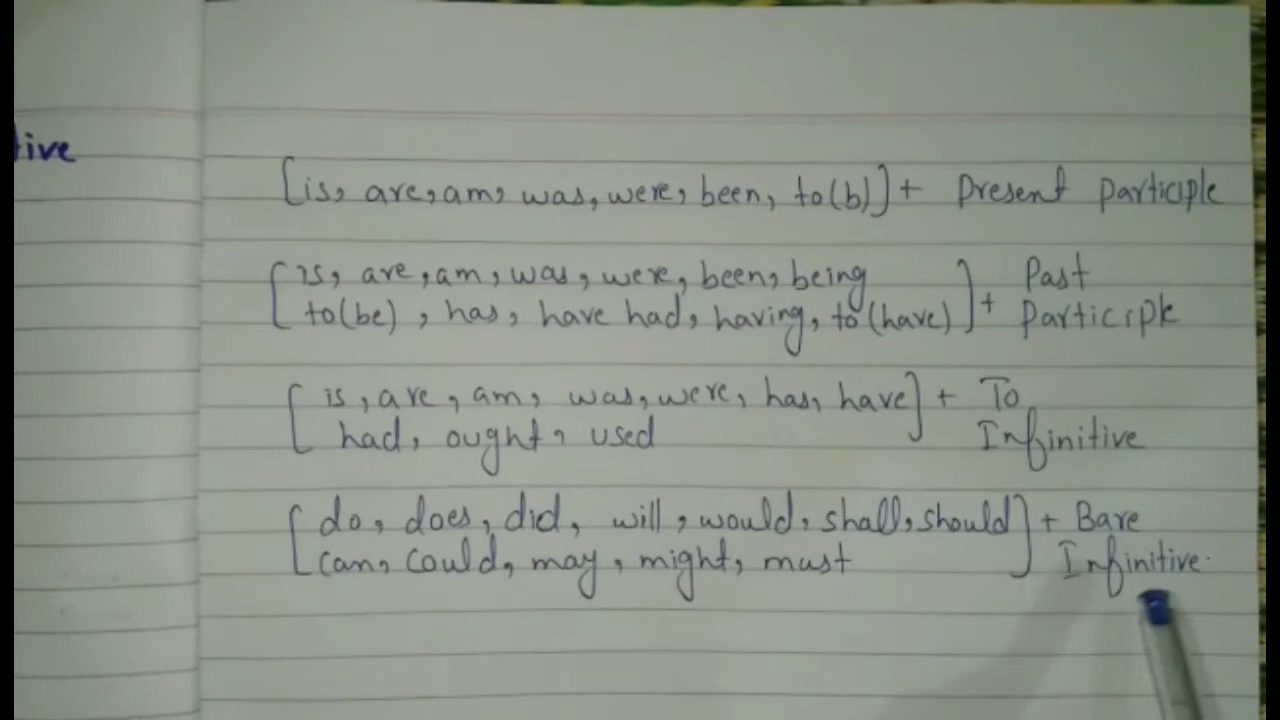 tive
[is, are, am, was, were, been, to(b)] + Present participle
[is, are, am, was, were, been, being
to(be), has, have had, having, to(have)] + Past Participle
[is, are, am, was, were, has, have
had, ought, used] + To Infinitive
[do, does, did, will, would, shall, should
can, could, may, might, must] + Bare Infinitive.